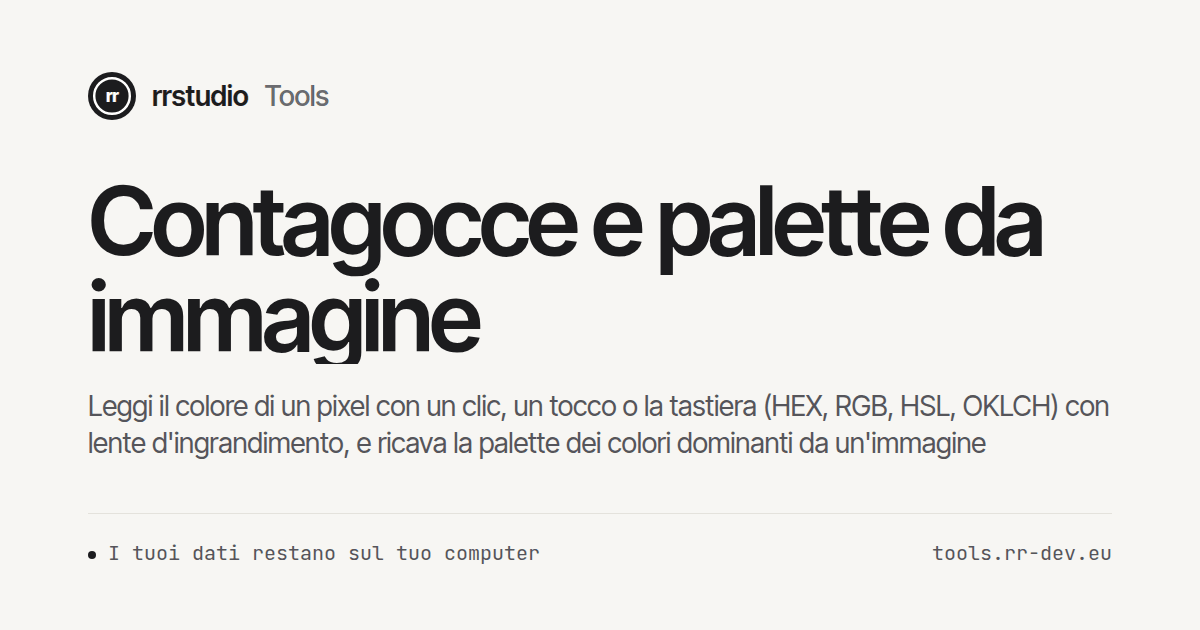 rr rrstudio Tools
Contagocce e palette da
immagine
Leggi il colore di un pixel con un clic, un tocco o la tastiera (HEX, RGB, HSL, OKLCH) con
lente d'ingrandimento, e ricava la palette dei colori dominanti da un'immagine
I tuoi dati restano sul tuo computer
tools.rr-dev.eu